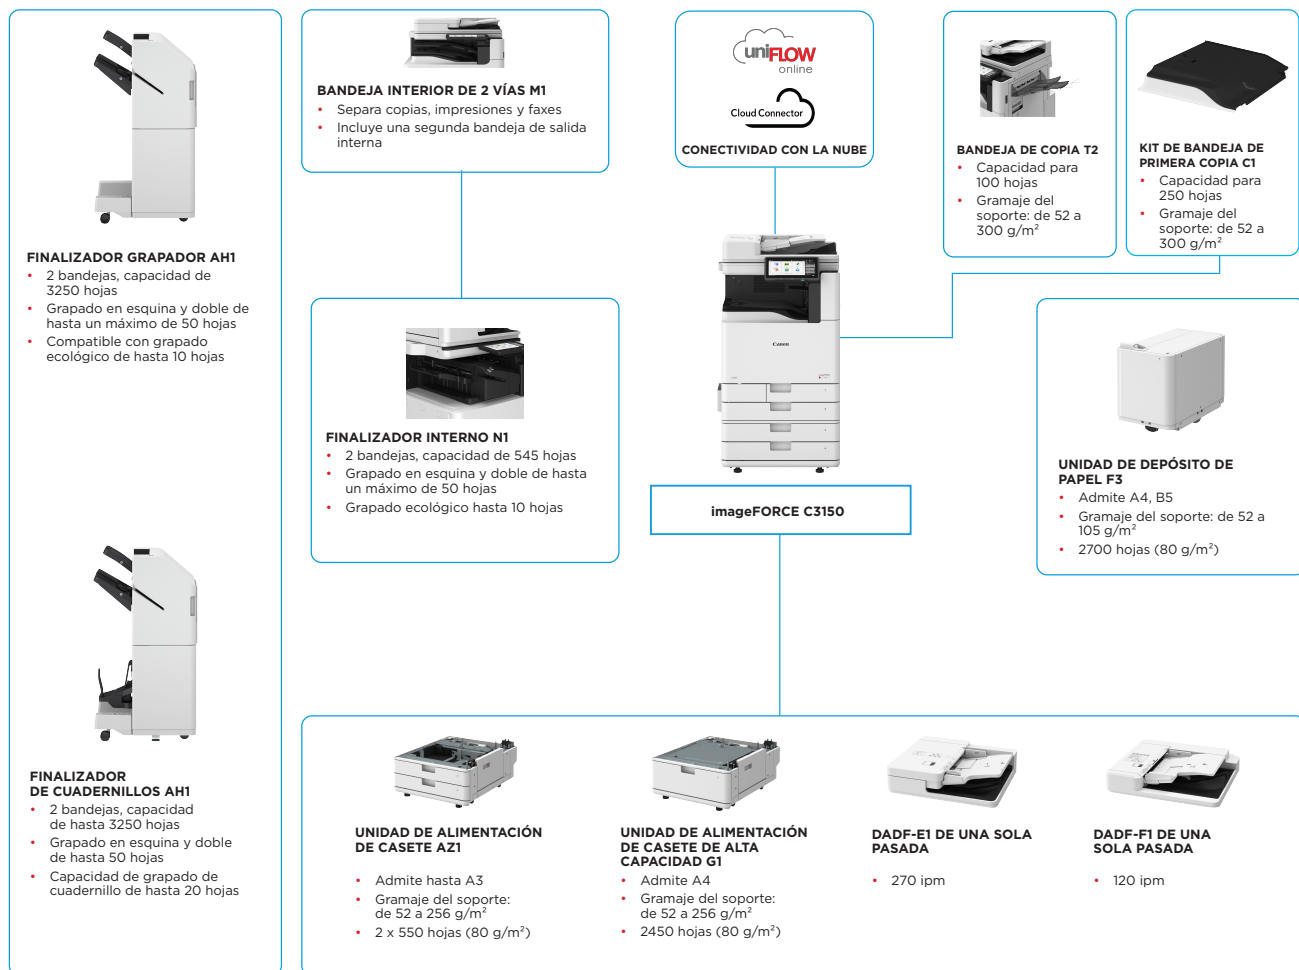 FINALIZADOR GRAPADOR AH1
• 2 bandejas, capacidad de
3250 hojas
• Grapado en esquina y doble de
hasta un máximo de 50 hojas
• Compatible con grapado
ecológico de hasta 10 hojas
FINALIZADOR
DE CUADERNILLOS AH1
• 2 bandejas, capacidad
de hasta 3250 hojas
• Grapado en esquina y doble
de hasta 50 hojas
• Capacidad de grapado de
cuadernillo de hasta 20 hojas
BANDEJA INTERIOR DE 2 VÍAS M1
• Separa copias, impresiones y faxes
• Incluye una segunda bandeja de salida
interna
FINALIZADOR INTERNO N1
• 2 bandejas, capacidad de 545 hojas
• Grapado en esquina y doble de hasta
un máximo de 50 hojas
• Grapado ecológico hasta 10 hojas
uniFLOW
online
Cloud Connector
CONECTIVIDAD CON LA NUBE
Canon
imageFORCE C3150
BANDEJA DE COPIA T2
• Capacidad para
100 hojas
• Gramaje del
soporte: de 52 a
300 g/m²
KIT DE BANDEJA DE
PRIMERA COPIA C1
• Capacidad para
250 hojas
• Gramaje del
soporte: de 52 a
300 g/m²
UNIDAD DE DEPÓSITO DE
PAPEL F3
• Admite A4, B5
• Gramaje del soporte: de 52 a
105 g/m²
• 2700 hojas (80 g/m²)
UNIDAD DE ALIMENTACIÓN
DE CASETE AZ1
• Admite hasta A3
• Gramaje del soporte:
de 52 a 256 g/m²
• 2 x 550 hojas (80 g/m²)
UNIDAD DE ALIMENTACIÓN
DE CASETE DE ALTA
CAPACIDAD G1
• Admite A4
• Gramaje del soporte:
de 52 a 256 g/m²
• 2450 hojas (80 g/m²)
DADF-E1 DE UNA SOLA
PASADA
• 270 ipm
DADF-F1 DE UNA
SOLA PASADA
• 120 ipm